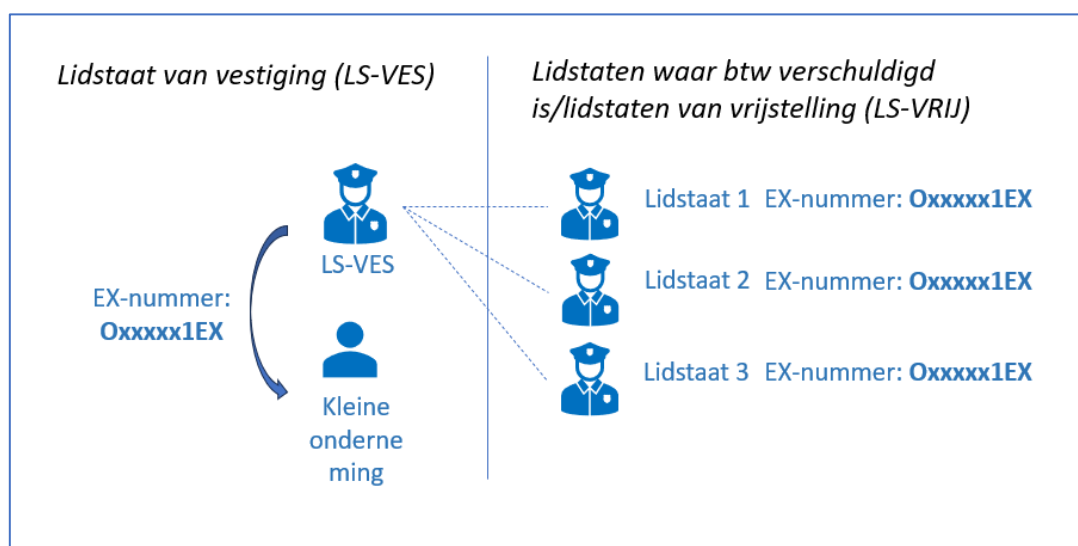 Lidstaat van vestiging (LS-VES)
Lidstaten waar btw verschuldigd
is/lidstaten van vrijstelling (LS-VRIJ)
LS-VES
EX-nummer:
Oxxxxx1EX
Kleine
onderne
ming
Lidstaat 1 EX-nummer: Oxxxxx1EX
Lidstaat 2 EX-nummer: Oxxxxx1EX
Lidstaat 3 EX-nummer: Oxxxxx1EX